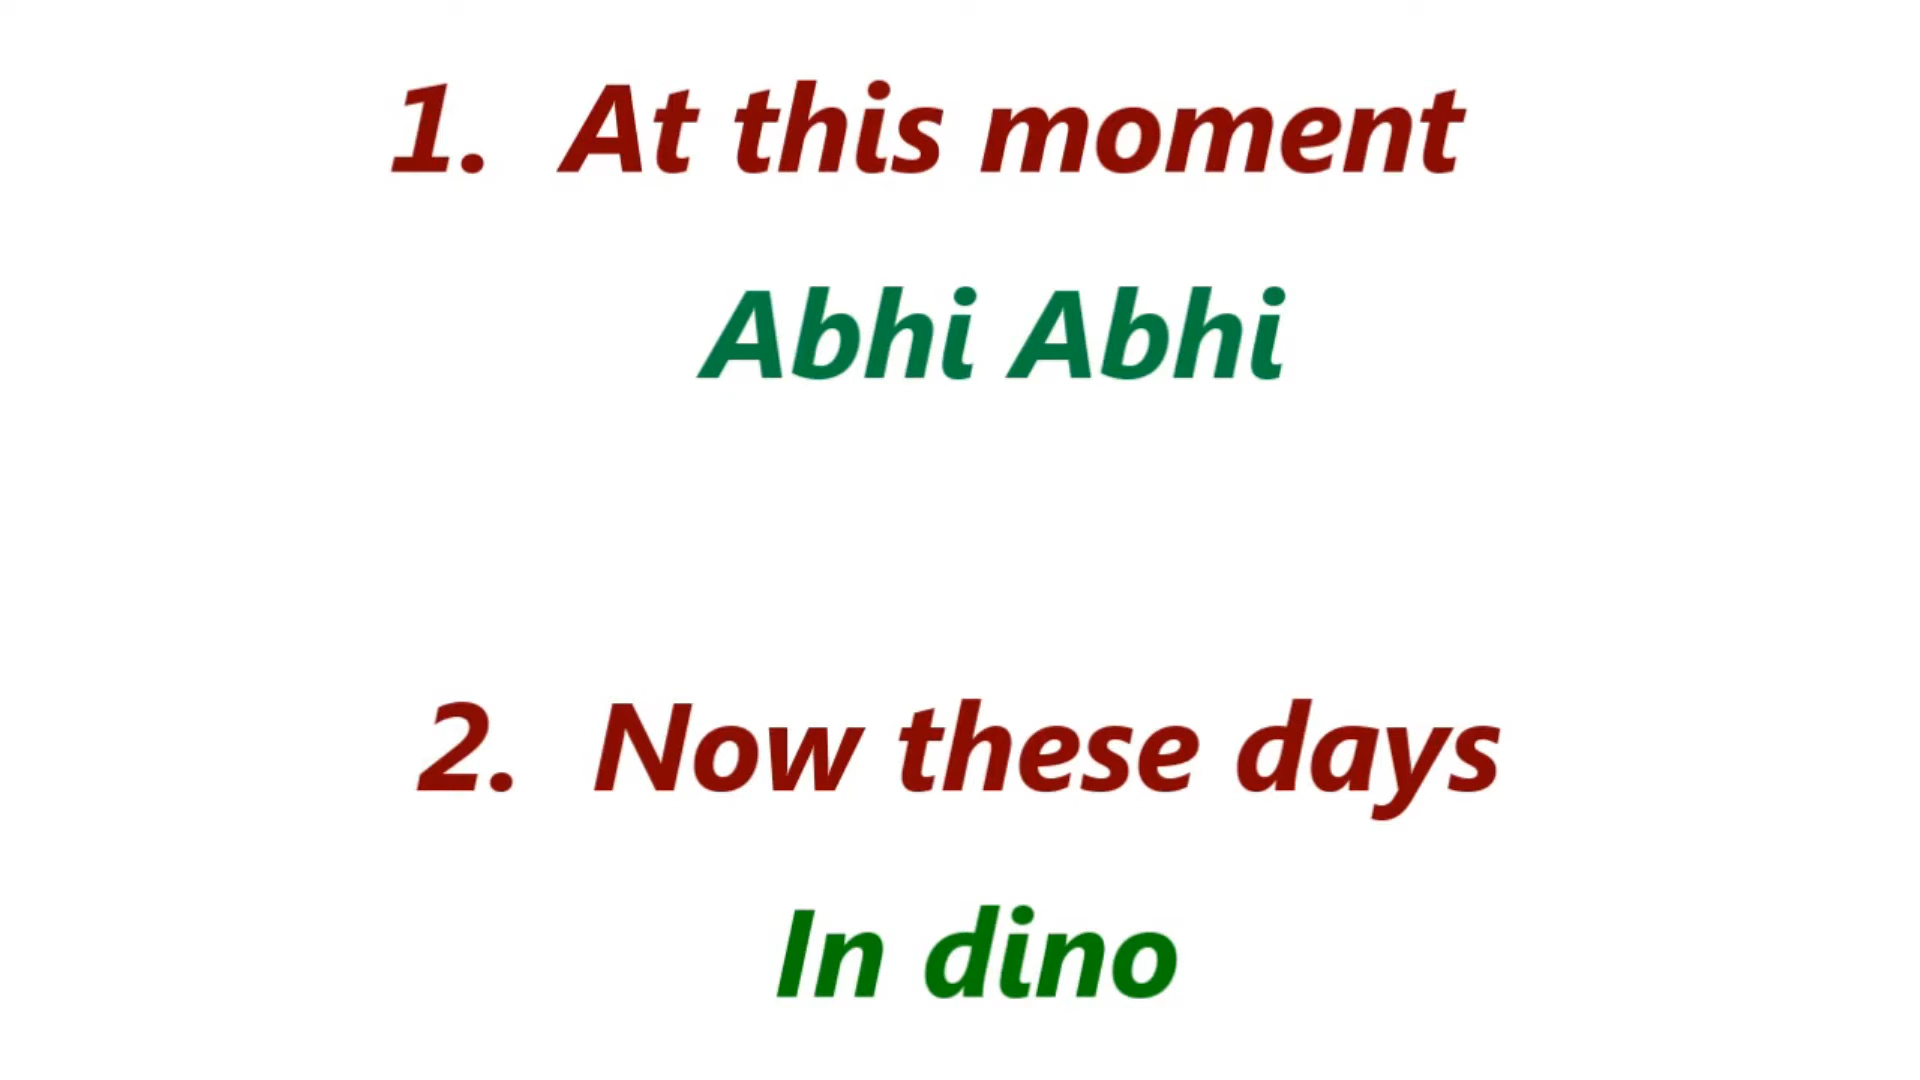 1. At this moment
Abhi Abhi
2. Now these days
In dino